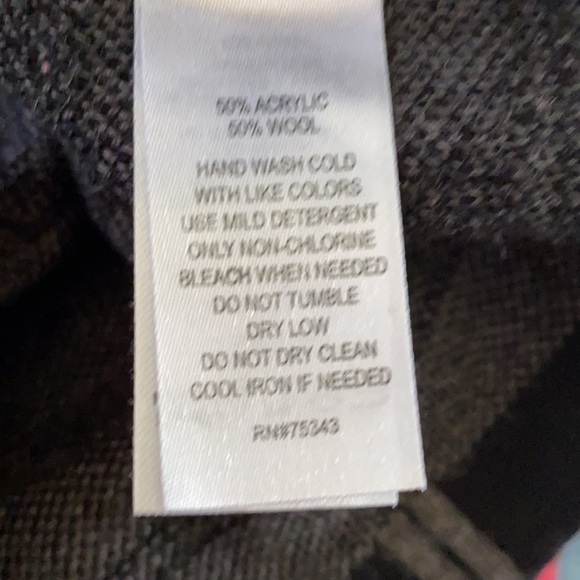 50% ACRYLIC
50% WOOL
HAND WASH COLD
WITH LIKE COLORS
USE MILD DETERGENT
ONLY NON-CHLORINE
BLEACH WHEN NEEDED
DO NOT TUMBLE
DRY LOW
DO NOT DRY CLEAN
COOL IRON IF NEEDED
RN#75343